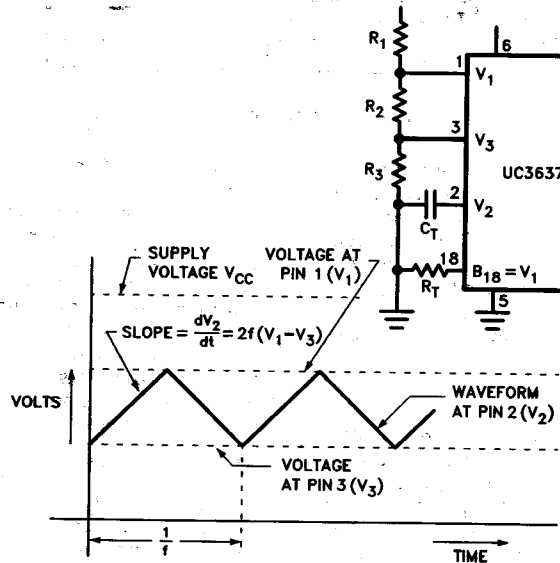 R1
6
1
V1
R2
3
V3
R3
UC3637
2
V2
CT
18
B18 = V1
RT
5
SUPPLY
VOLTAGE VCC
VOLTAGE AT
PIN 1 (V1)
SLOPE = dV2/dt = 2f (V1–V3)
VOLTS
WAVEFORM
AT PIN 2 (V2)
VOLTAGE
AT PIN 3 (V3)
1/f
TIME